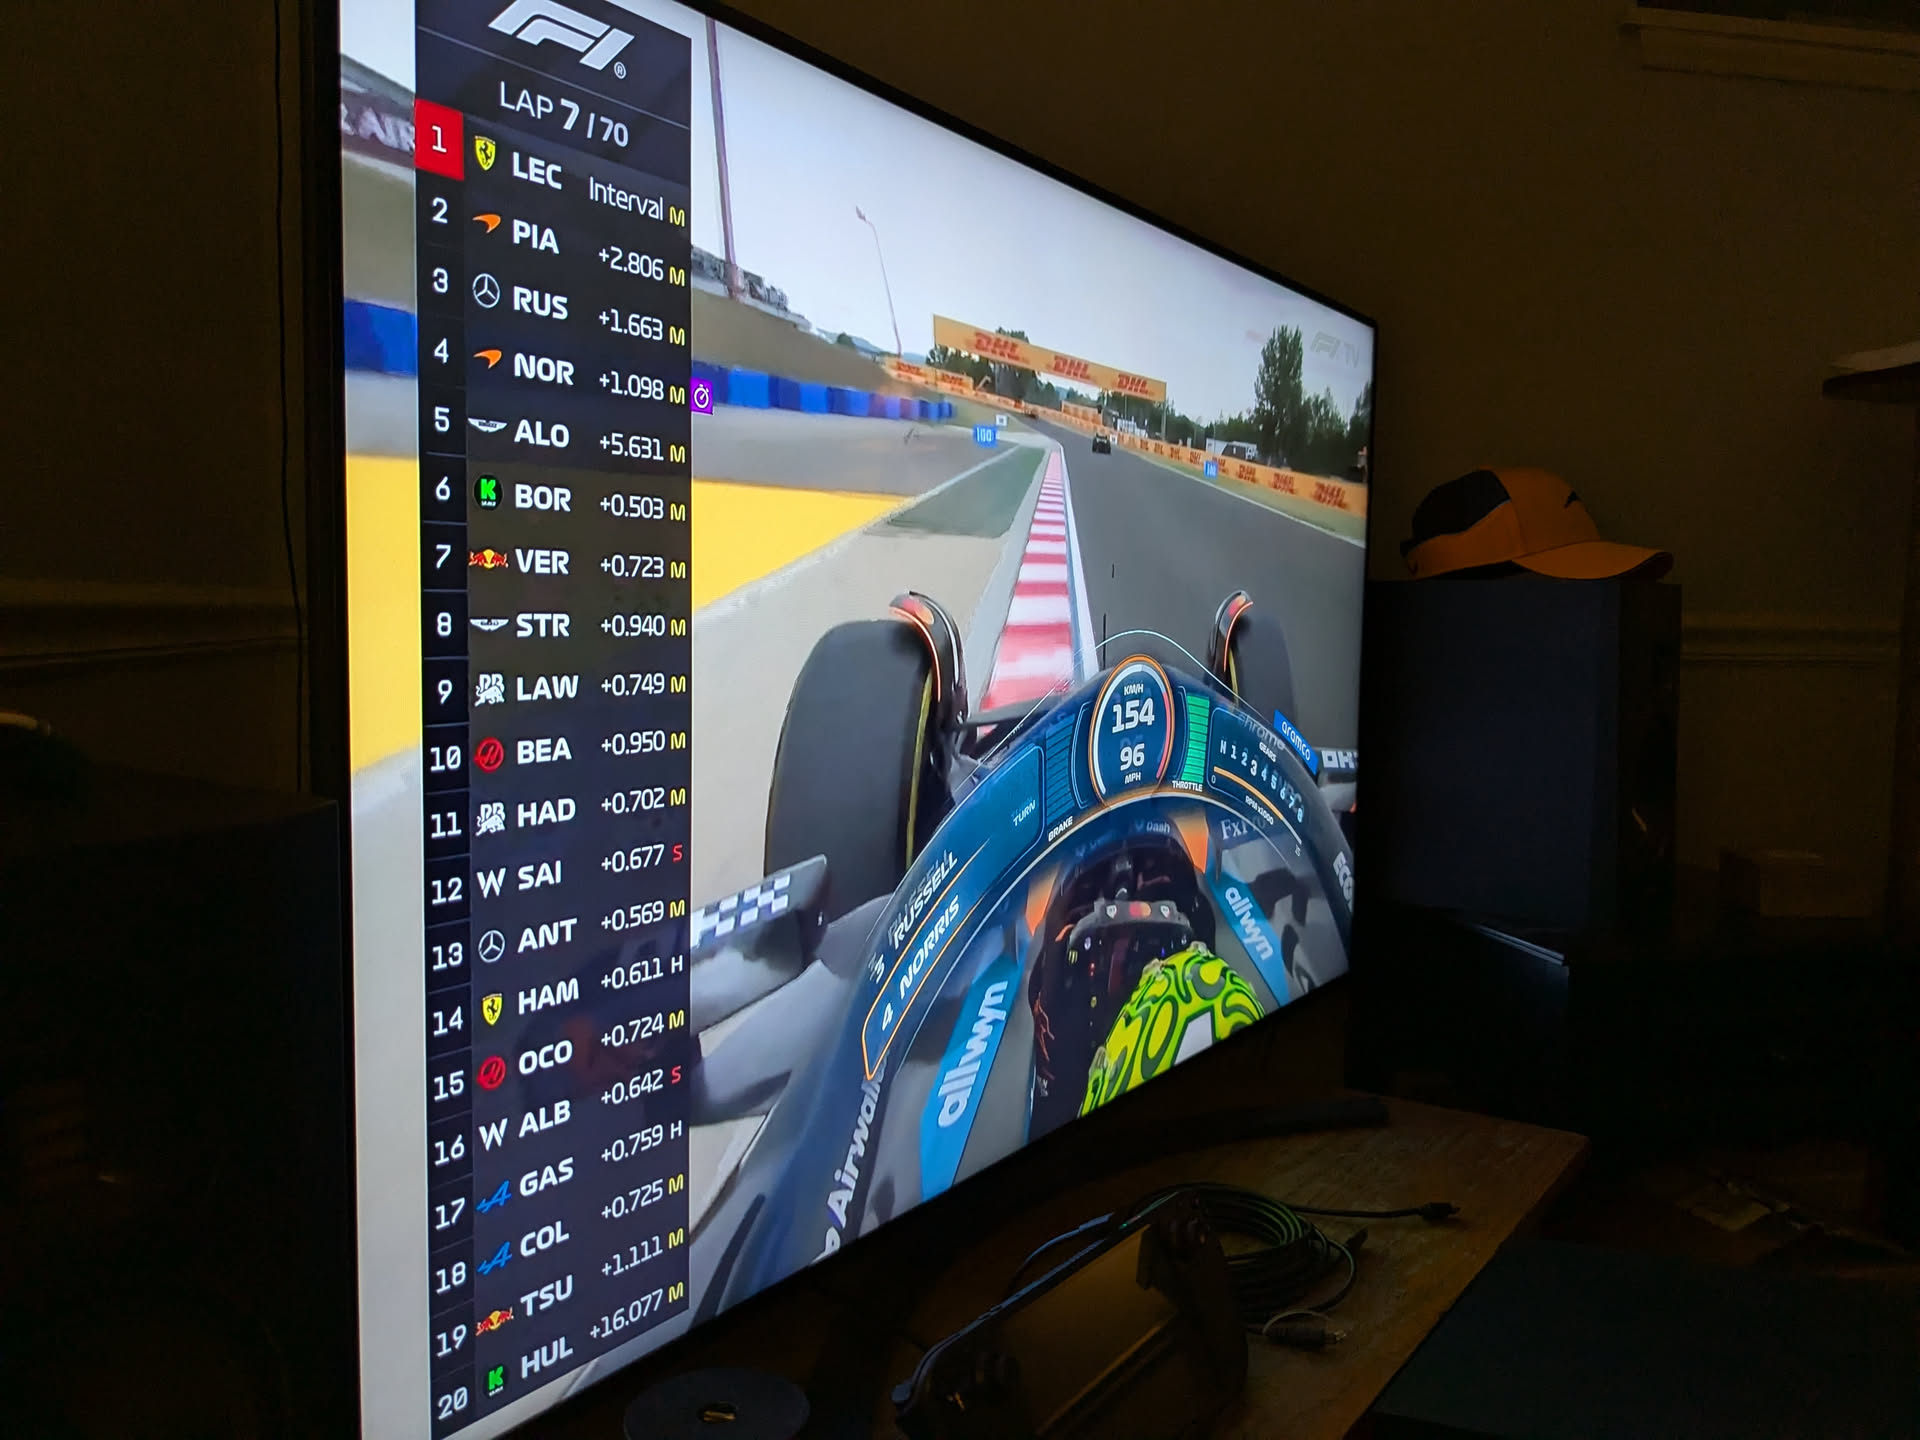 F1
LAP 7/70
1 LEC Interval M
2 PIA +2.806 M
3 RUS +1.663 M
4 NOR +1.098 M
5 ALO +5.631 M
6 BOR +0.503 M
7 VER +0.723 M
8 STR +0.940 M
9 LAW +0.749 M
10 BEA +0.950 M
11 HAD +0.702 M
12 SAI +0.677 S
13 ANT +0.569 M
14 HAM +0.611 H
15 OCO +0.724 M
16 ALB +0.642 S
17 GAS +0.759 H
18 COL +0.725 M
19 TSU +1.111 M
20 HUL +16.077 M
F1 TV
DHL DHL DHL
100
KM/H
154
96
MPH
TURN
BRAKE
THROTTLE
GEARS
N 1 2 3 4 5 6 7 8
RPM x1000
aramco
chrome
3 RUSSELL
4 NORRIS
Dash
FxPro
allwyn
allwyn
Airwallex